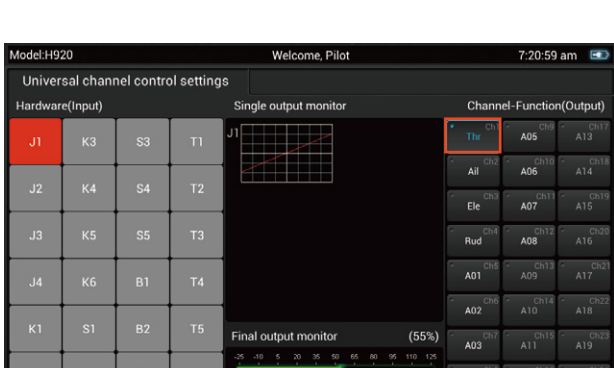 Model:H920 Welcome, Pilot 7:20:59 am
Universal channel control settings
Hardware(Input) Single output monitor Channel-Function(Output)
J1 K3 S3 T1 J1 Ch1 Thr Ch9 A05 Ch17 A13
J2 K4 S4 T2 Ch2 Ail Ch10 A06 Ch18 A14
Ch3 Ele Ch11 A07 Ch19 A15
J3 K5 S5 T3 Ch4 Rud Ch12 A08 Ch20 A16
J4 K6 B1 T4 Ch5 A01 Ch13 A09 Ch21 A17
Ch6 A02 Ch14 A10 Ch22 A18
K1 S1 B2 T5 Final output monitor (55%) Ch7 A03 Ch15 A11 Ch23 A19
-25 -10 5 20 35 50 65 80 95 110 125